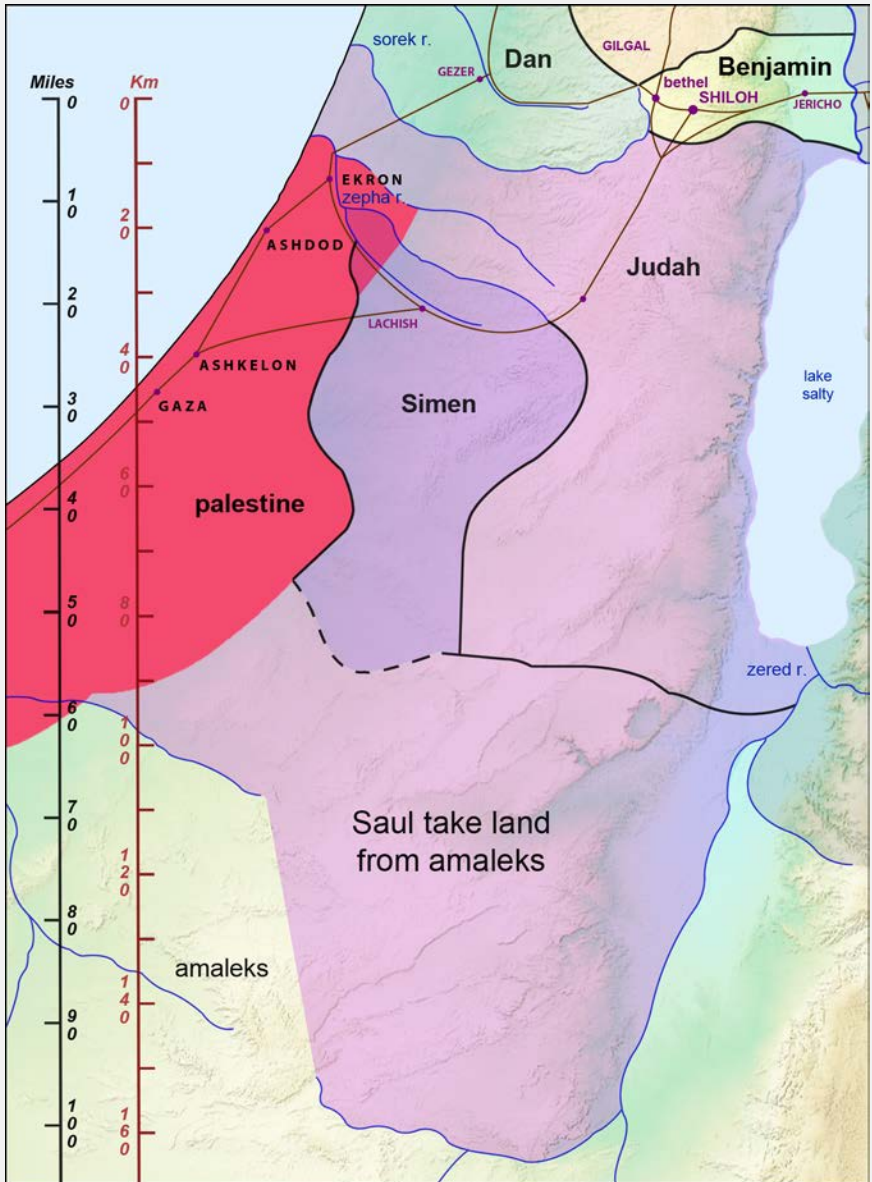 sorek r.
Dan
GILGAL
Benjamin
GEZER
bethel
SHILOH
JERICHO
Miles
Km
0
0
EKRON
zepha r.
10
20
ASHDOD
Judah
20
LACHISH
40
ASHKELON
lake
salty
30
GAZA
Simen
60
40
palestine
50
80
zered r.
60
100
70
Saul take land
from amaleks
120
80
amaleks
140
90
100
160